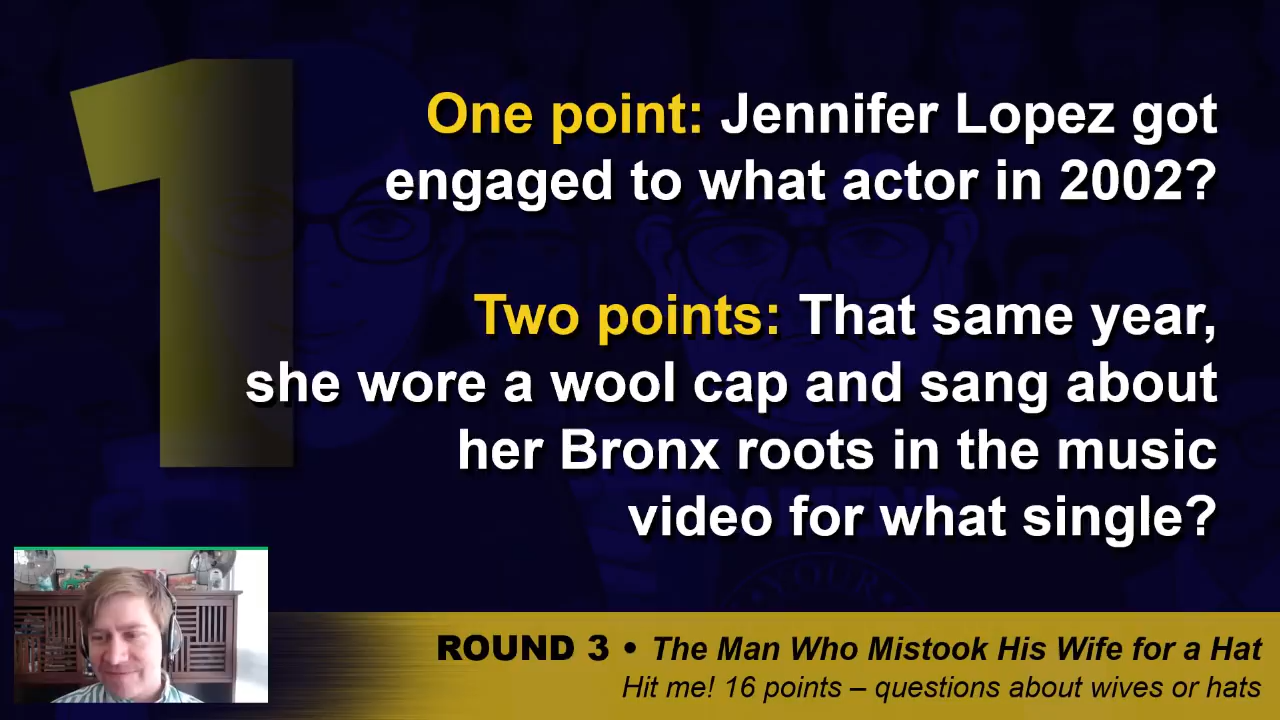 1
One point: Jennifer Lopez got
engaged to what actor in 2002?
Two points: That same year,
she wore a wool cap and sang about
her Bronx roots in the music
video for what single?
ROUND 3 • The Man Who Mistook His Wife for a Hat
Hit me! 16 points – questions about wives or hats